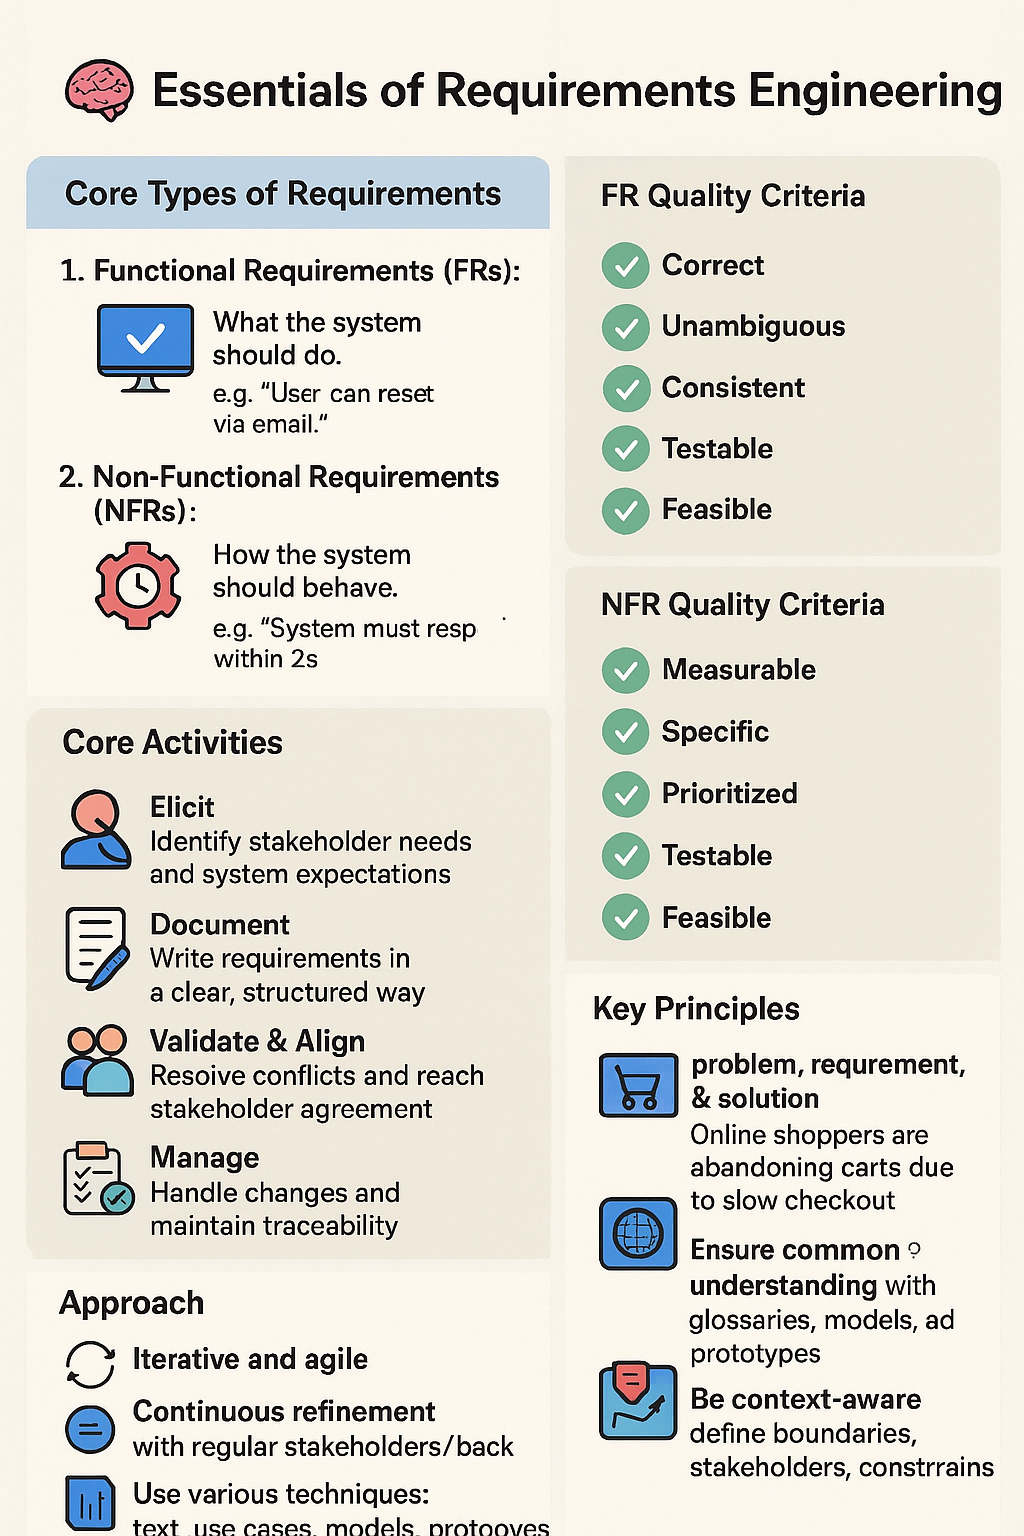 Essentials of Requirements Engineering
Core Types of Requirements
1. Functional Requirements (FRs):
What the system
should do.
e.g. “User can reset
via email.“
2. Non-Functional Requirements
(NFRs):
How the system
should behave.
e.g. “System must resp
within 2s
Core Activities
Elicit
Identify stakeholder needs
and system expectations
Document
Write requirements in
a clear, structured way
Validate & Align
Resoive conflicts and reach
stakeholder agreement
Manage
Handle changes and
maintain traceability
Approach
Iterative and agile
Continuous refinement
with regular stakeholders/back
Use various techniques:
text .use cases, models, protooves
FR Quality Criteria
Correct
Unambiguous
Consistent
Testable
Feasible
NFR Quality Criteria
Measurable
Specific
Prioritized
Testable
Feasible
Key Principles
problem, requrement,
& solution
Online shoppers are
abandoning carts due
to slow checkout
Ensure common
understanding with
glossaries, models, ad
prototypes
Be context-aware
define boundaries,
stakeholders, constrrains